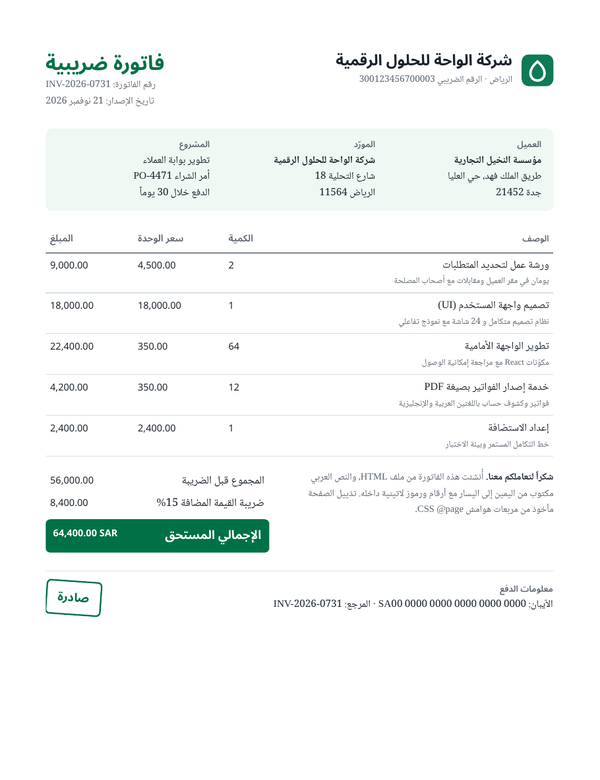 شركة الواحة للحلول الرقمية
الرياض · الرقم الضريبي 300123456700003
فاتورة ضريبية
رقم الفاتورة: INV-2026-0731
تاريخ الإصدار: 21 نوفمبر 2026
العميل
مؤسسة النخيل التجارية
طريق الملك فهد، حي العليا
جدة 21452
المورّد
شركة الواحة للحلول الرقمية
شارع التحلية 18
الرياض 11564
المشروع
تطوير بوابة العملاء
أمر الشراء PO-4471
الدفع خلال 30 يوماً
الوصف الكمية سعر الوحدة المبلغ
ورشة عمل لتحديد المتطلبات 2 4,500.00 9,000.00
يومان في مقر العميل ومقابلات مع أصحاب المصلحة
تصميم واجهة المستخدم (UI) 1 18,000.00 18,000.00
نظام تصميم متكامل و 24 شاشة مع نموذج تفاعلي
تطوير الواجهة الأمامية 64 350.00 22,400.00
مكوّنات React مع مراجعة إمكانية الوصول
خدمة إصدار الفواتير بصيغة PDF 12 350.00 4,200.00
فواتير وكشوف حساب باللغتين العربية والإنجليزية
إعداد الاستضافة 1 2,400.00 2,400.00
خط التكامل المستمر وبيئة الاختبار
شكراً لتعاملكم معنا. أُنشئت هذه الفاتورة من ملف HTML، والنص العربي
مكتوب من اليمين إلى اليسار مع أرقام ورموز لاتينية داخله. تذييل الصفحة
مأخوذ من مربعات هوامش CSS @page.
المجموع قبل الضريبة 56,000.00
ضريبة القيمة المضافة 15% 8,400.00
الإجمالي المستحق 64,400.00 SAR
معلومات الدفع
الآيبان: SA00 0000 0000 0000 0000 0000 · المرجع: INV-2026-0731
صادرة